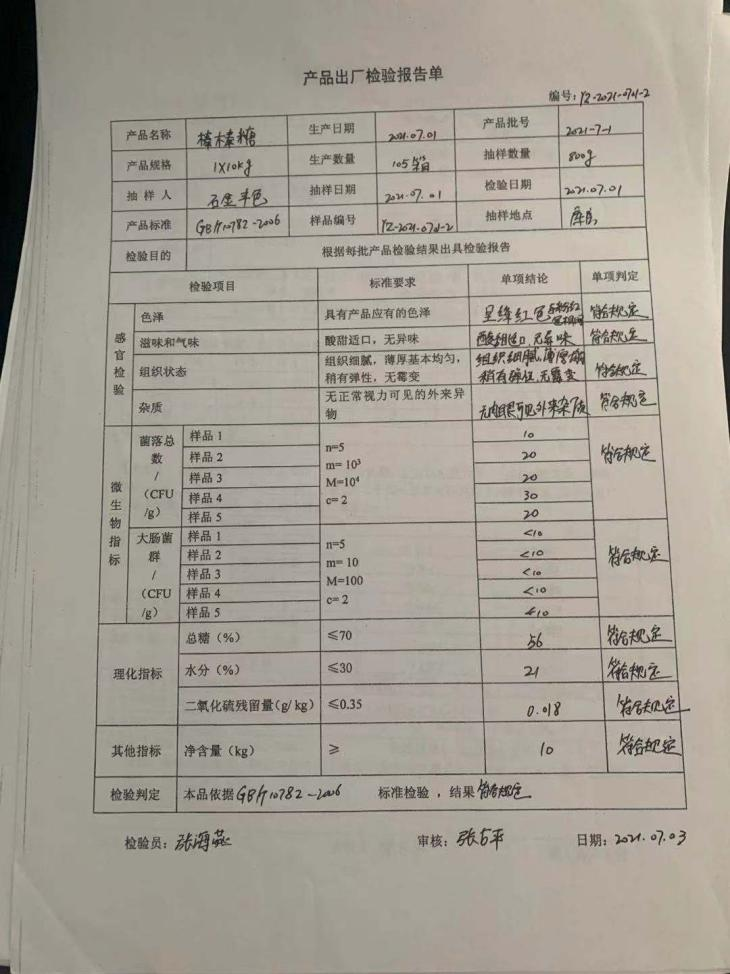 产品出厂检验报告单
编号：YZ-2021-0701-2
产品名称 棒棒糖 生产日期 2021.07.01 产品批号 2021-7-1
产品规格 1X10kg 生产数量 105箱 抽样数量 800g
抽 样 人 抽样日期 2021.07.01 检验日期 2021.07.01
产品标准 GB/T10782-2006 样品编号 YZ-2021-0701-2 抽样地点
检验目的 根据每批产品检验结果出具检验报告
检验项目 标准要求 单项结论 单项判定
感官检验
色泽 具有产品应有的色泽 呈绛红色 符合规定
滋味和气味 酸甜适口，无异味 酸甜适口，无异味 符合规定
组织状态 组织细腻，薄厚基本均匀， 组织细腻，薄厚均
稍有弹性，无霉变 稍有弹性，无霉变 符合规定
杂质 无正常视力可见的外来异 无肉眼可见外来杂质 符合规定
物
微生物指标
菌落总数/（CFU/g）
n=5
m= 10³
M=10⁴
c= 2
样品 1 10
样品 2 20
样品 3 20
样品 4 30
样品 5 20
符合规定
大肠菌群/（CFU/g）
n=5
m= 10
M=100
c= 2
样品 1 <10
样品 2 <10
样品 3 <10
样品 4 <10
样品 5 <10
符合规定
理化指标
总糖（%） ≤70 56 符合规定
水分（%） ≤30 21 符合规定
二氧化硫残留量(g/kg) ≤0.35 0.018 符合规定
其他指标 净含量（kg） ≥ 10 符合规定
检验判定 本品依据 GB/T10782-2006 标准检验，结果 符合规定
检验员：张海燕 审核：张占平 日期：2021.07.03